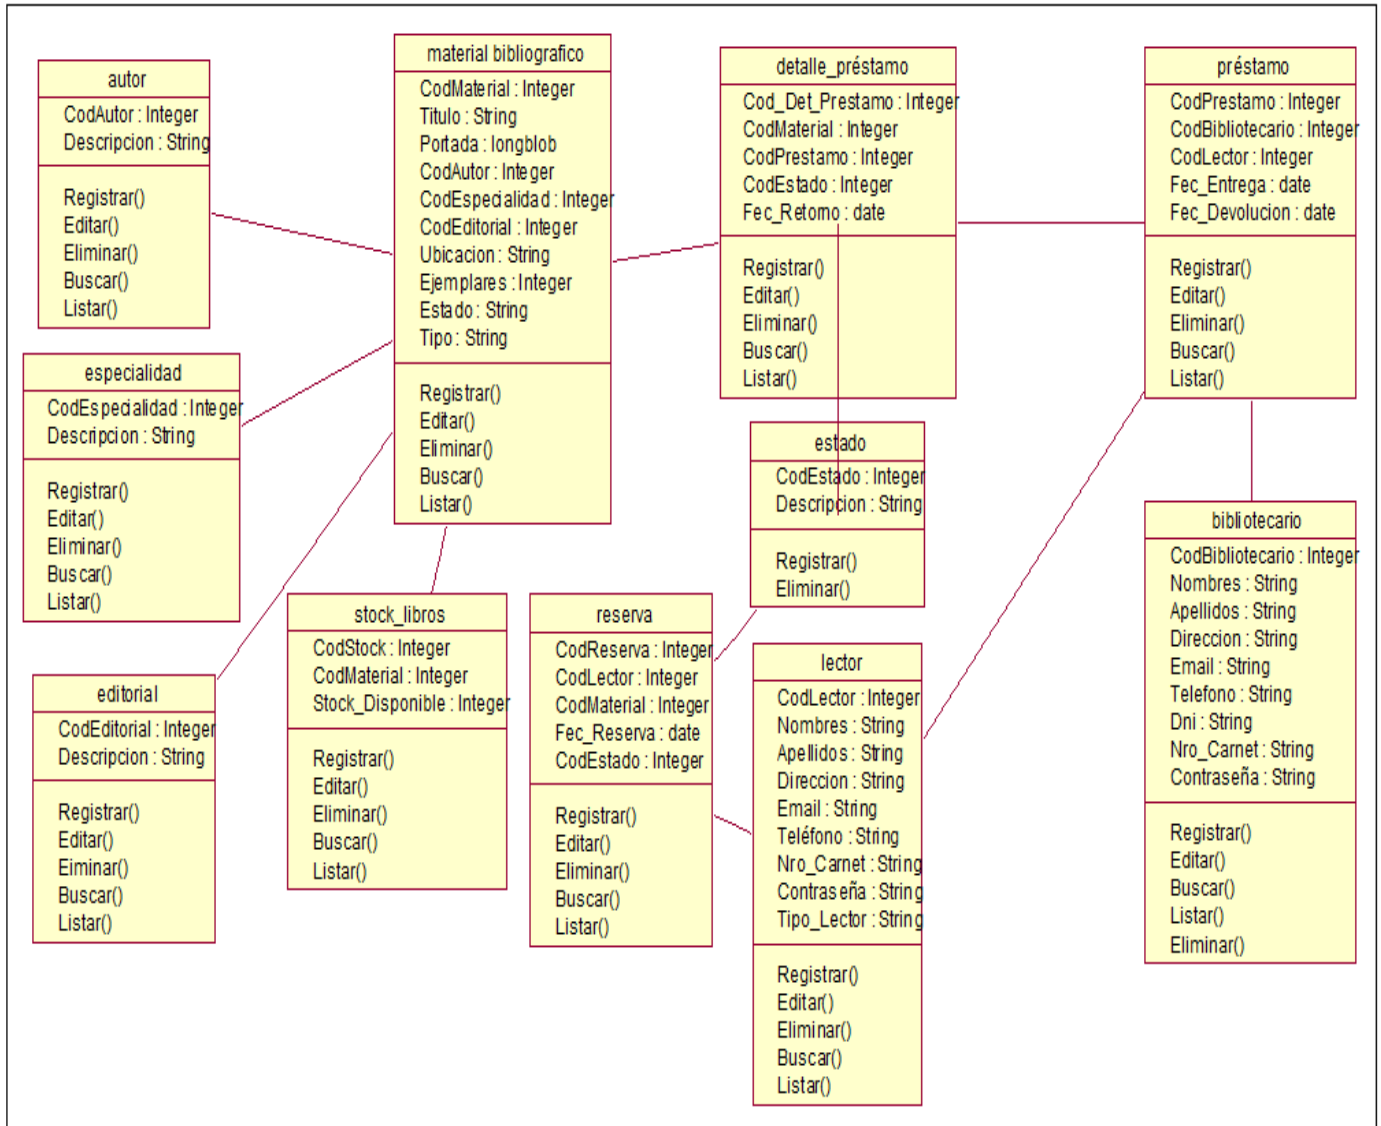 autor
CodAutor : Integer
Descripcion : String
Registrar()
Editar()
Eliminar()
Buscar()
Listar()
material bibliografico
CodMaterial : Integer
Titulo : String
Portada : longblob
CodAutor : Integer
CodEspecialidad : Integer
CodEditorial : Integer
Ubicacion : String
Ejemplares : Integer
Estado : String
Tipo : String
Registrar()
Editar()
Eliminar()
Buscar()
Listar()
detalle_préstamo
Cod_Det_Prestamo : Integer
CodMaterial : Integer
CodPrestamo : Integer
CodEstado : Integer
Fec_Retorno : date
Registrar()
Editar()
Eliminar()
Buscar()
Listar()
préstamo
CodPrestamo : Integer
CodBibliotecario : Integer
CodLector : Integer
Fec_Entrega : date
Fec_Devolucion : date
Registrar()
Editar()
Eliminar()
Buscar()
Listar()
especialidad
CodEspecialidad : Integer
Descripcion : String
Registrar()
Editar()
Eliminar()
Buscar()
Listar()
estado
CodEstado : Integer
Descripcion : String
Registrar()
Eliminar()
bibliotecario
CodBibliotecario : Integer
Nombres : String
Apellidos : String
Direccion : String
Email : String
Telefono : String
Dni : String
Nro_Carnet : String
Contraseña : String
Registrar()
Editar()
Buscar()
Listar()
Eliminar()
editorial
CodEditorial : Integer
Descripcion : String
Registrar()
Editar()
Eiminar()
Buscar()
Listar()
stock_libros
CodStock : Integer
CodMaterial : Integer
Stock_Disponible : Integer
Registrar()
Editar()
Eliminar()
Buscar()
Listar()
reserva
CodReserva : Integer
CodLector : Integer
CodMaterial : Integer
Fec_Reserva : date
CodEstado : Integer
Registrar()
Editar()
Eliminar()
Buscar()
Listar()
lector
CodLector : Integer
Nombres : String
Apellidos : String
Direccion : String
Email : String
Teléfono : String
Nro_Carnet : String
Contraseña : String
Tipo_Lector : String
Registrar()
Editar()
Eliminar()
Buscar()
Listar()